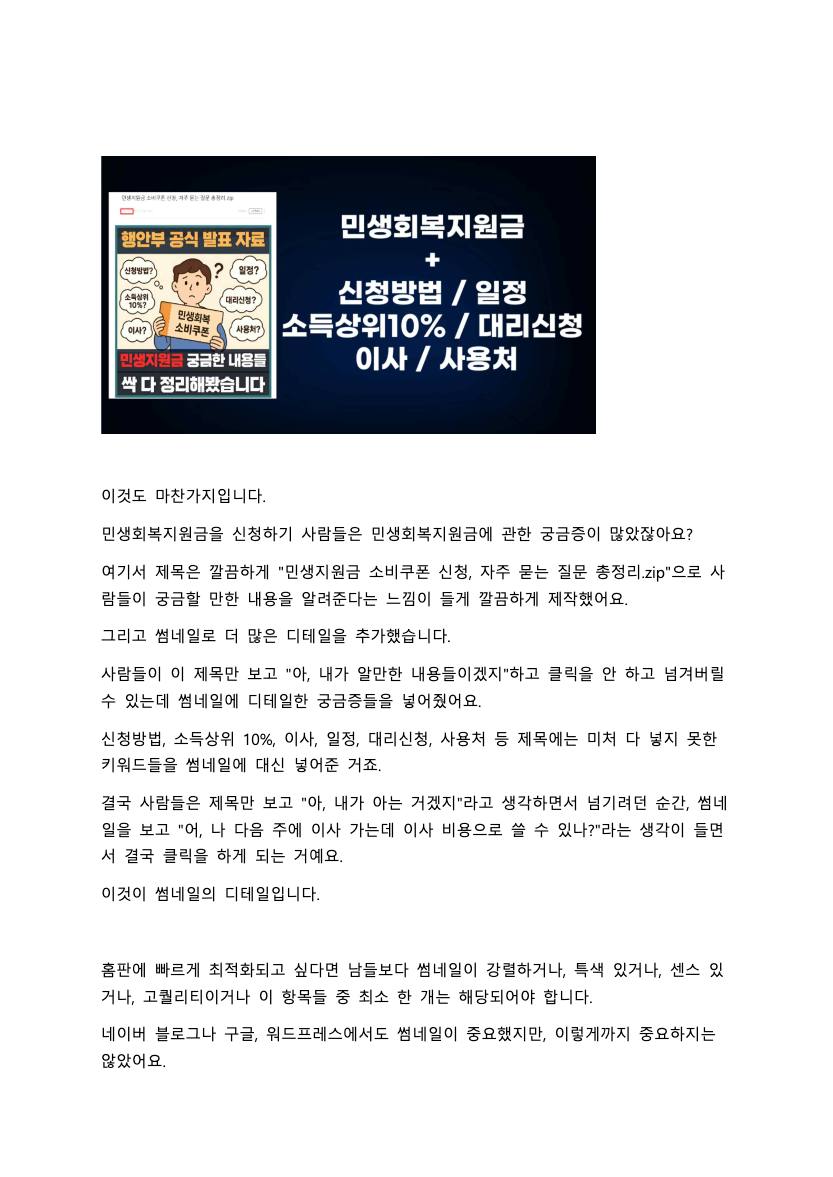 민생지원금 소비쿠폰 신청, 자주 묻는 질문 총정리.zip
행안부 공식 발표 자료
신청방법?
?
일정?
소득상위
10%?
대리신청?
민생회복
소비쿠폰
이사?
사용처?
민생지원금 궁금한 내용들
싹 다 정리해봤습니다
민생회복지원금
+
신청방법 / 일정
소득상위10% / 대리신청
이사 / 사용처
이것도 마찬가지입니다.
민생회복지원금을 신청하기 사람들은 민생회복지원금에 관한 궁금증이 많았잖아요?
여기서 제목은 깔끔하게 "민생지원금 소비쿠폰 신청, 자주 묻는 질문 총정리.zip"으로 사
람들이 궁금할 만한 내용을 알려준다는 느낌이 들게 깔끔하게 제작했어요.
그리고 썸네일로 더 많은 디테일을 추가했습니다.
사람들이 이 제목만 보고 "아, 내가 알만한 내용들이겠지"하고 클릭을 안 하고 넘겨버릴
수 있는데 썸네일에 디테일한 궁금증들을 넣어줬어요.
신청방법, 소득상위 10%, 이사, 일정, 대리신청, 사용처 등 제목에는 미처 다 넣지 못한
키워드들을 썸네일에 대신 넣어준 거죠.
결국 사람들은 제목만 보고 "아, 내가 아는 거겠지"라고 생각하면서 넘기려던 순간, 썸네
일을 보고 "어, 나 다음 주에 이사 가는데 이사 비용으로 쓸 수 있나?"라는 생각이 들면
서 결국 클릭을 하게 되는 거예요.
이것이 썸네일의 디테일입니다.
홈판에 빠르게 최적화되고 싶다면 남들보다 썸네일이 강렬하거나, 특색 있거나, 센스 있
거나, 고퀄리티이거나 이 항목들 중 최소 한 개는 해당되어야 합니다.
네이버 블로그나 구글, 워드프레스에서도 썸네일이 중요했지만, 이렇게까지 중요하지는
않았어요.